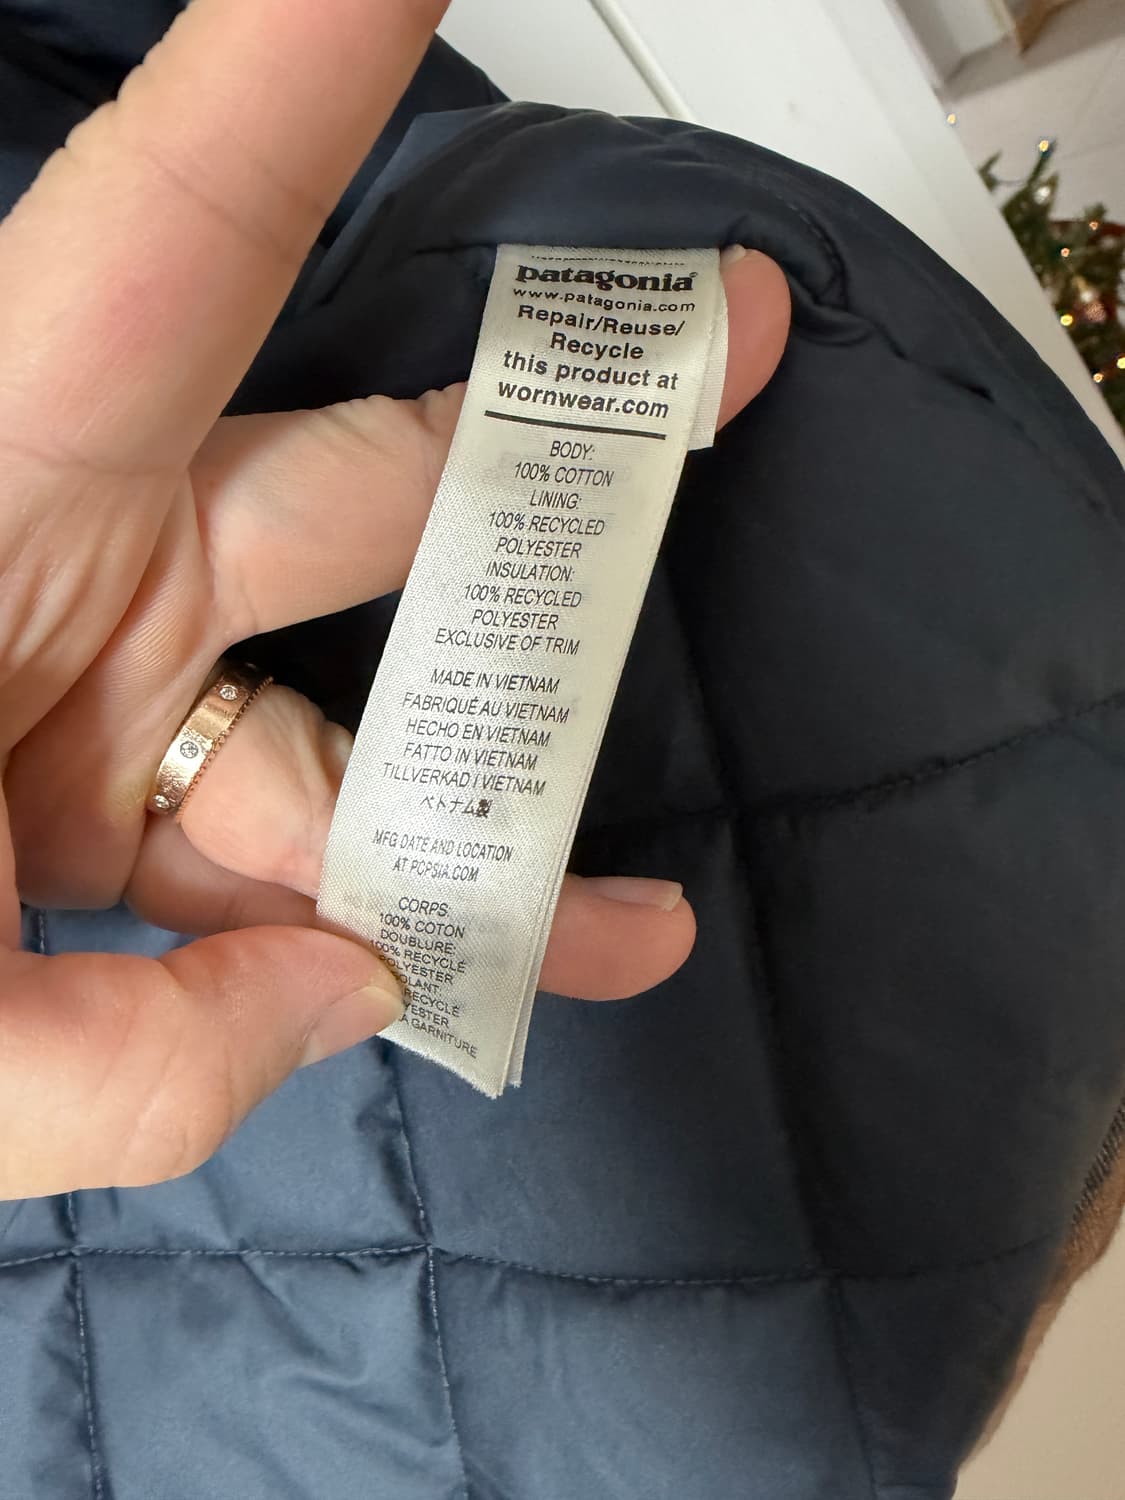 patagonia®
www.patagonia.com
Repair/Reuse/
Recycle
this product at
wornwear.com
BODY:
100% COTTON
LINING:
100% RECYCLED
POLYESTER
INSULATION:
100% RECYCLED
POLYESTER
EXCLUSIVE OF TRIM
MADE IN VIETNAM
FABRIQUÉ AU VIETNAM
HECHO EN VIETNAM
FATTO IN VIETNAM
TILLVERKAD I VIETNAM
ベトナム製
MFG DATE AND LOCATION
AT PCPSIA.COM
CORPS:
100% COTON
DOUBLURE:
100% RECYCLÉ
POLYESTER
RECYCLÉ
GARNITURE